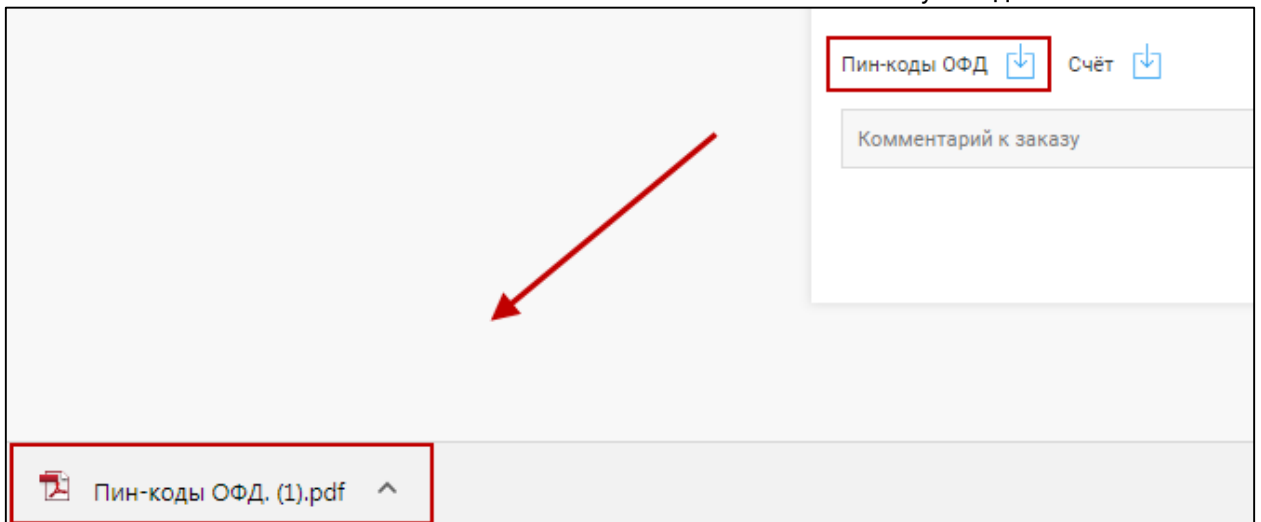 Пин-коды ОФД Счёт
Комментарий к заказу
Пин-коды ОФД. (1).pdf